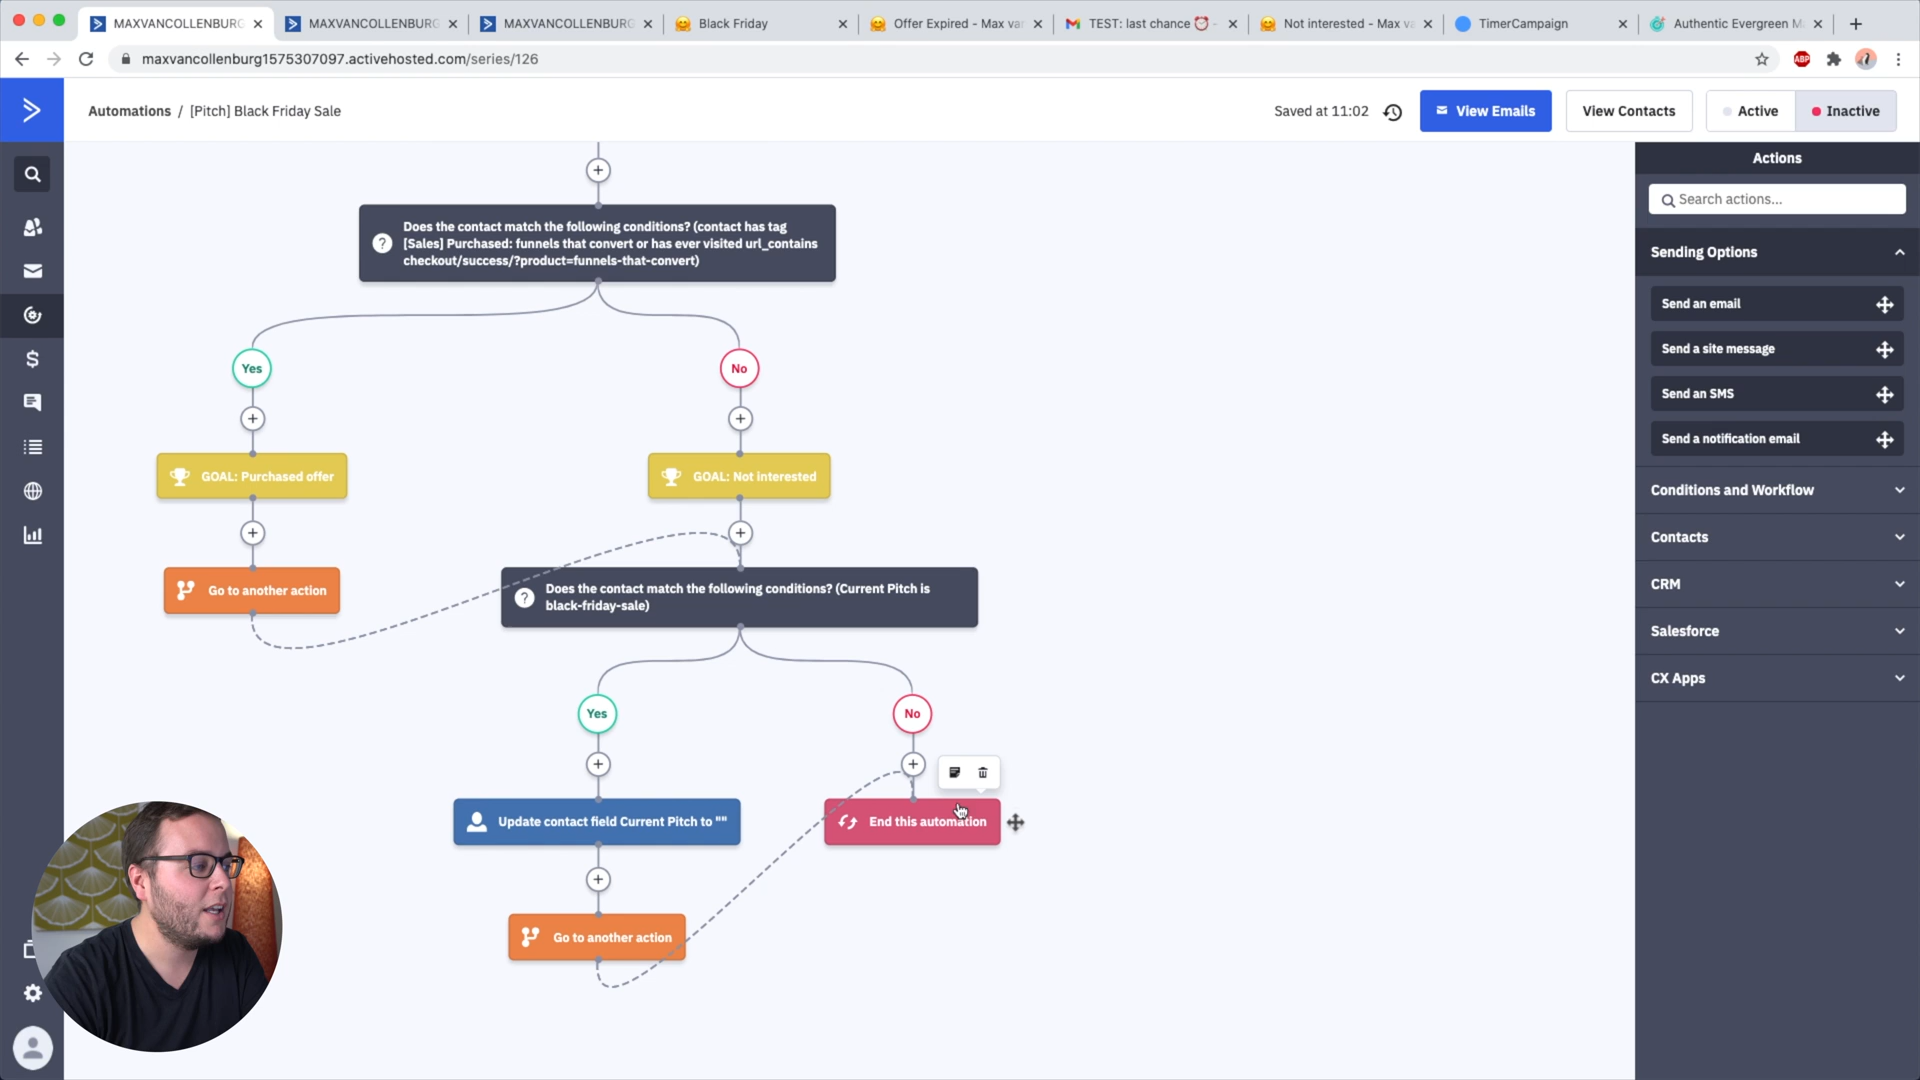 MAXVANCOLLENBURG
MAXVANCOLLENBURG
MAXVANCOLLENBURG
Black Friday
Offer Expired - Max va
TEST: last chance ⏰ -
Not interested - Max va
TimerCampaign
Authentic Evergreen M
maxvancollenburg1575307097.activehosted.com/series/126
ABP
Automations / [Pitch] Black Friday Sale
Saved at 11:02
View Emails
View Contacts
Active
Inactive
Actions
Search actions...
Sending Options
Send an email
Send a site message
Send an SMS
Send a notification email
Conditions and Workflow
Contacts
CRM
Salesforce
CX Apps
Does the contact match the following conditions? (contact has tag
[Sales] Purchased: funnels that convert or has ever visited url_contains
checkout/success/?product=funnels-that-convert)
Yes
No
GOAL: Purchased offer
GOAL: Not interested
Go to another action
Does the contact match the following conditions? (Current Pitch is
black-friday-sale)
Yes
No
Update contact field Current Pitch to ""
End this automation
Go to another action